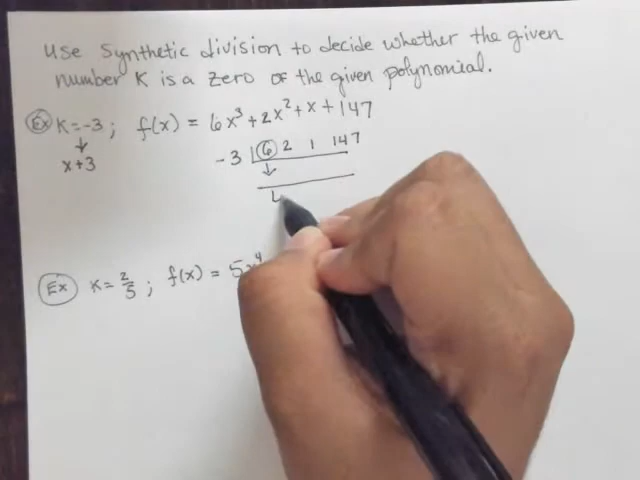 Use Synthetic division to decide whether the given
number K is a zero of the given polynomial.
Ex K=-3 ; f(x) = 6x³+2x²+x+147
↓
x+3
-3 6 2 1 147
↓
Ex K=2/5 ; f(x) = 5x⁴